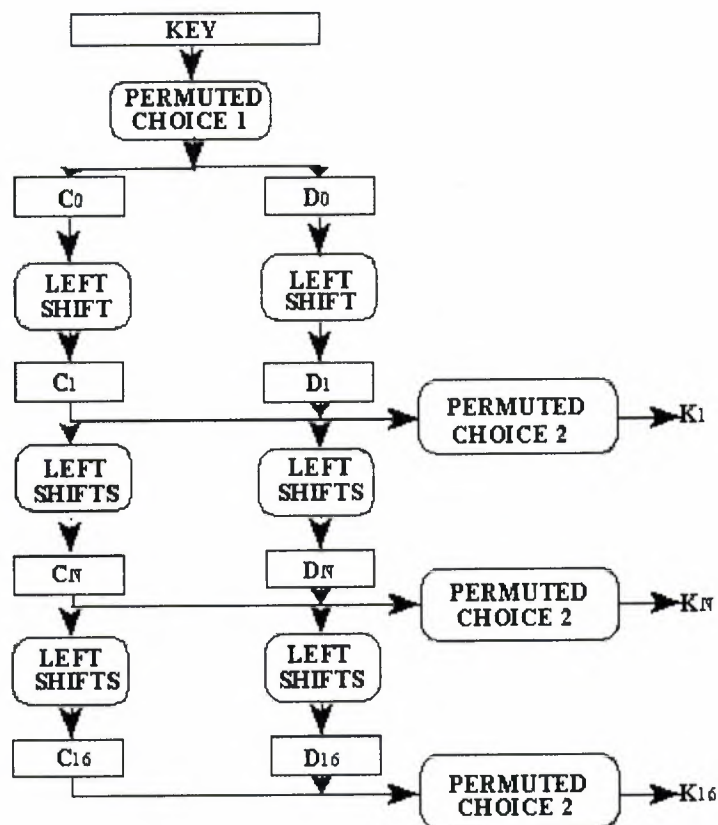 KEY
PERMUTED
CHOICE 1
C0 D0
LEFT
SHIFT
LEFT
SHIFT
C1 D1
PERMUTED
CHOICE 2
K1
LEFT
SHIFTS
LEFT
SHIFTS
CN DN
PERMUTED
CHOICE 2
KN
LEFT
SHIFTS
LEFT
SHIFTS
C16 D16
PERMUTED
CHOICE 2
K16